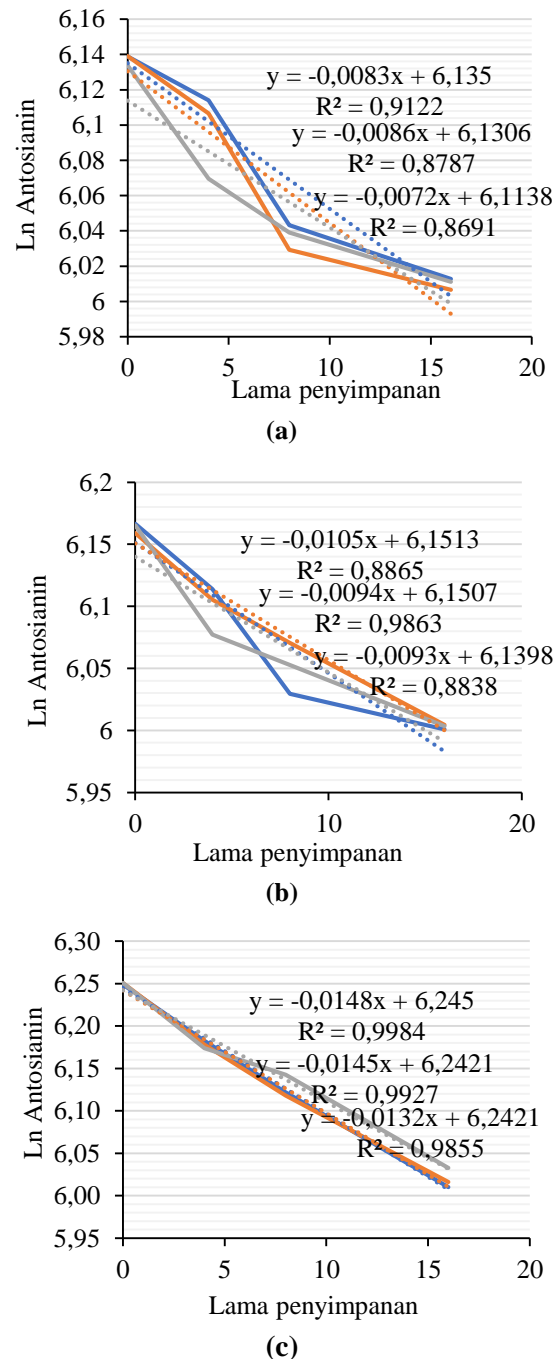 6,16
6,14
6,12
6,1
6,08
6,06
6,04
6,02
6
5,98
Ln Antosianin
y = -0,0083x + 6,135
R² = 0,9122
y = -0,0086x + 6,1306
R² = 0,8787
y = -0,0072x + 6,1138
R² = 0,8691
0 5 10 15 20
Lama penyimpanan
(a)
6,2
6,15
6,1
6,05
6
5,95
Ln Antosianin
y = -0,0105x + 6,1513
R² = 0,8865
y = -0,0094x + 6,1507
R² = 0,9863
y = -0,0093x + 6,1398
R² = 0,8838
0 10 20
Lama penyimpanan
(b)
6,30
6,25
6,20
6,15
6,10
6,05
6,00
5,95
Ln Antosianin
y = -0,0148x + 6,245
R² = 0,9984
y = -0,0145x + 6,2421
R² = 0,9927
y = -0,0132x + 6,2421
R² = 0,9855
0 5 10 15 20
Lama penyimpanan
(c)